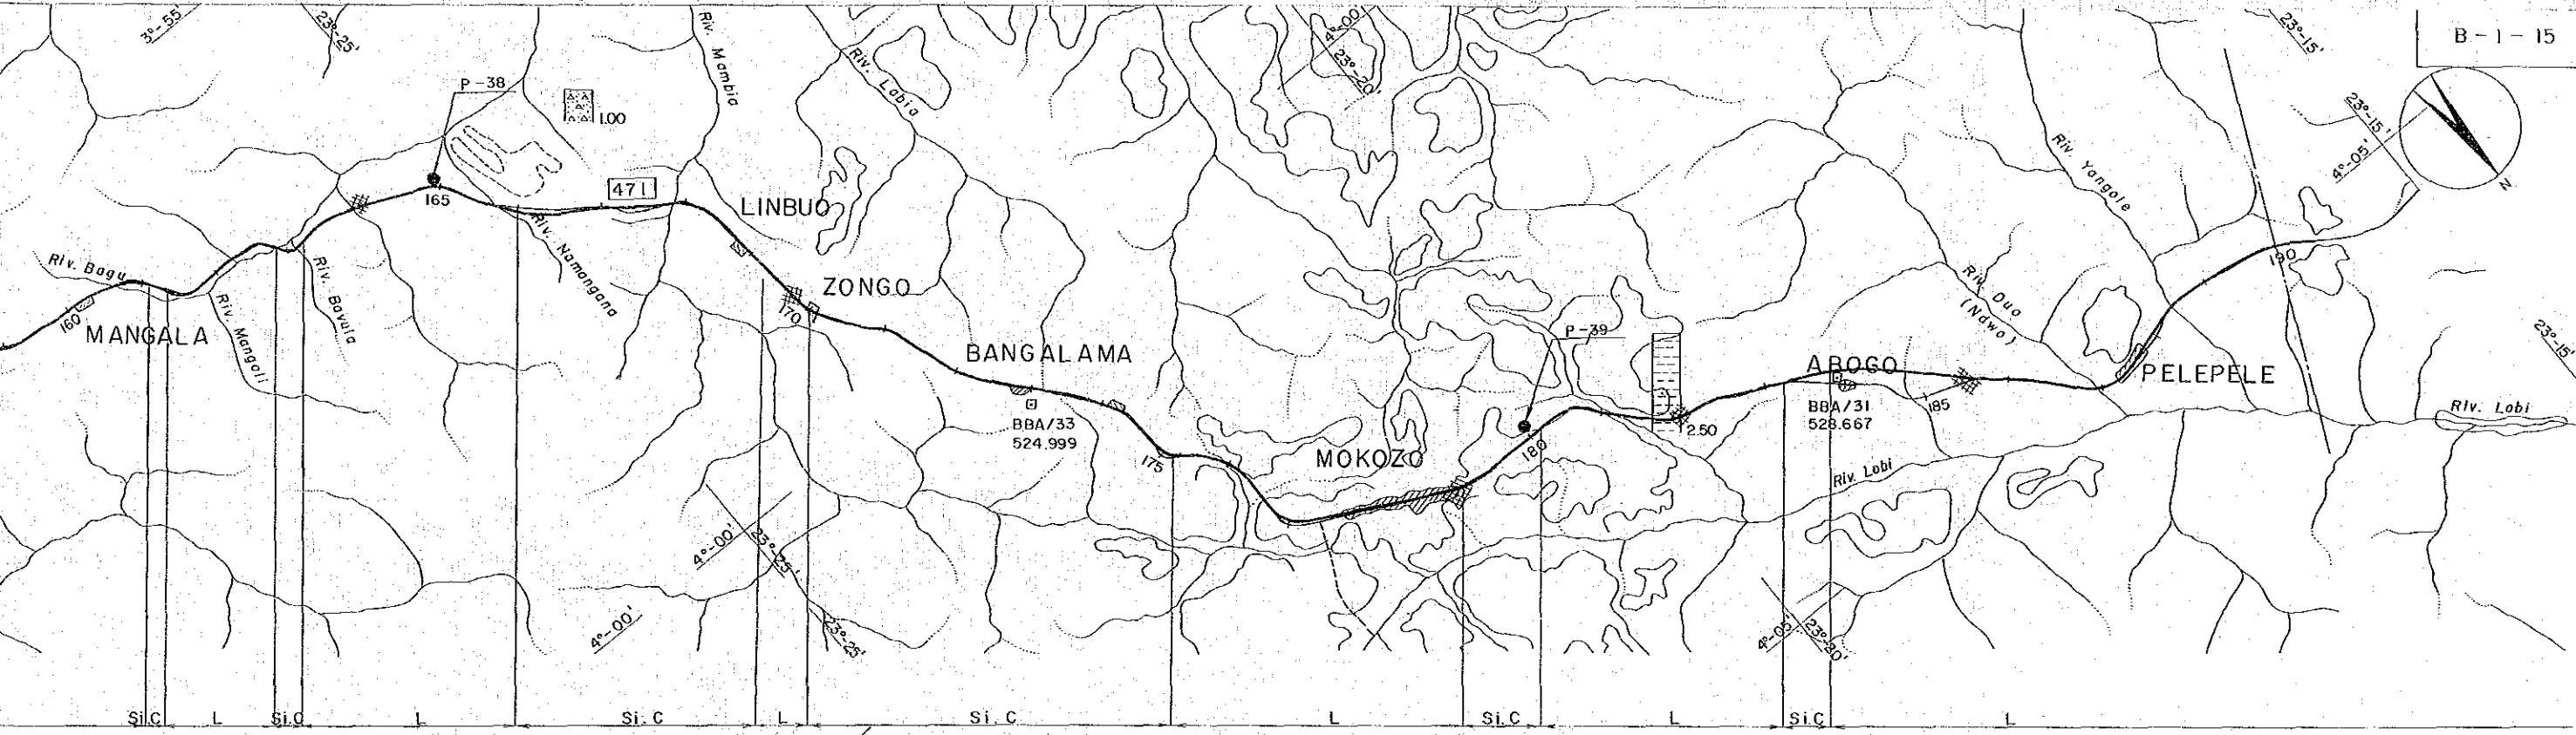 B-1-15
3°-55'
23°-25'
Riv. Mambia
Riv. Labia
4°-00'
23°-20'
23°-15'
P-38
1.00
471
165
LINBUO
Riv. Namangana
Riv. Bagu
160
MANGALA
Riv. Mangoli
Riv. Bavula
170
ZONGO
BANGALAMA
BBA/33
524.999
175
MOKOZO
P-39
180
2.50
ABOGO
BBA/31
528.667
185
Riv. Duo
(Ndwo)
Riv. Yangole
23°-15'
4°-05'
N
190
PELEPELE
23°-15'
Riv. Lobi
Riv. Lobi
4°-00'
23°-25'
4°-00'
23°-25'
4°-05'
23°-20'
Si.C L Si.C L Si.C L Si.C L Si.C L Si.C L